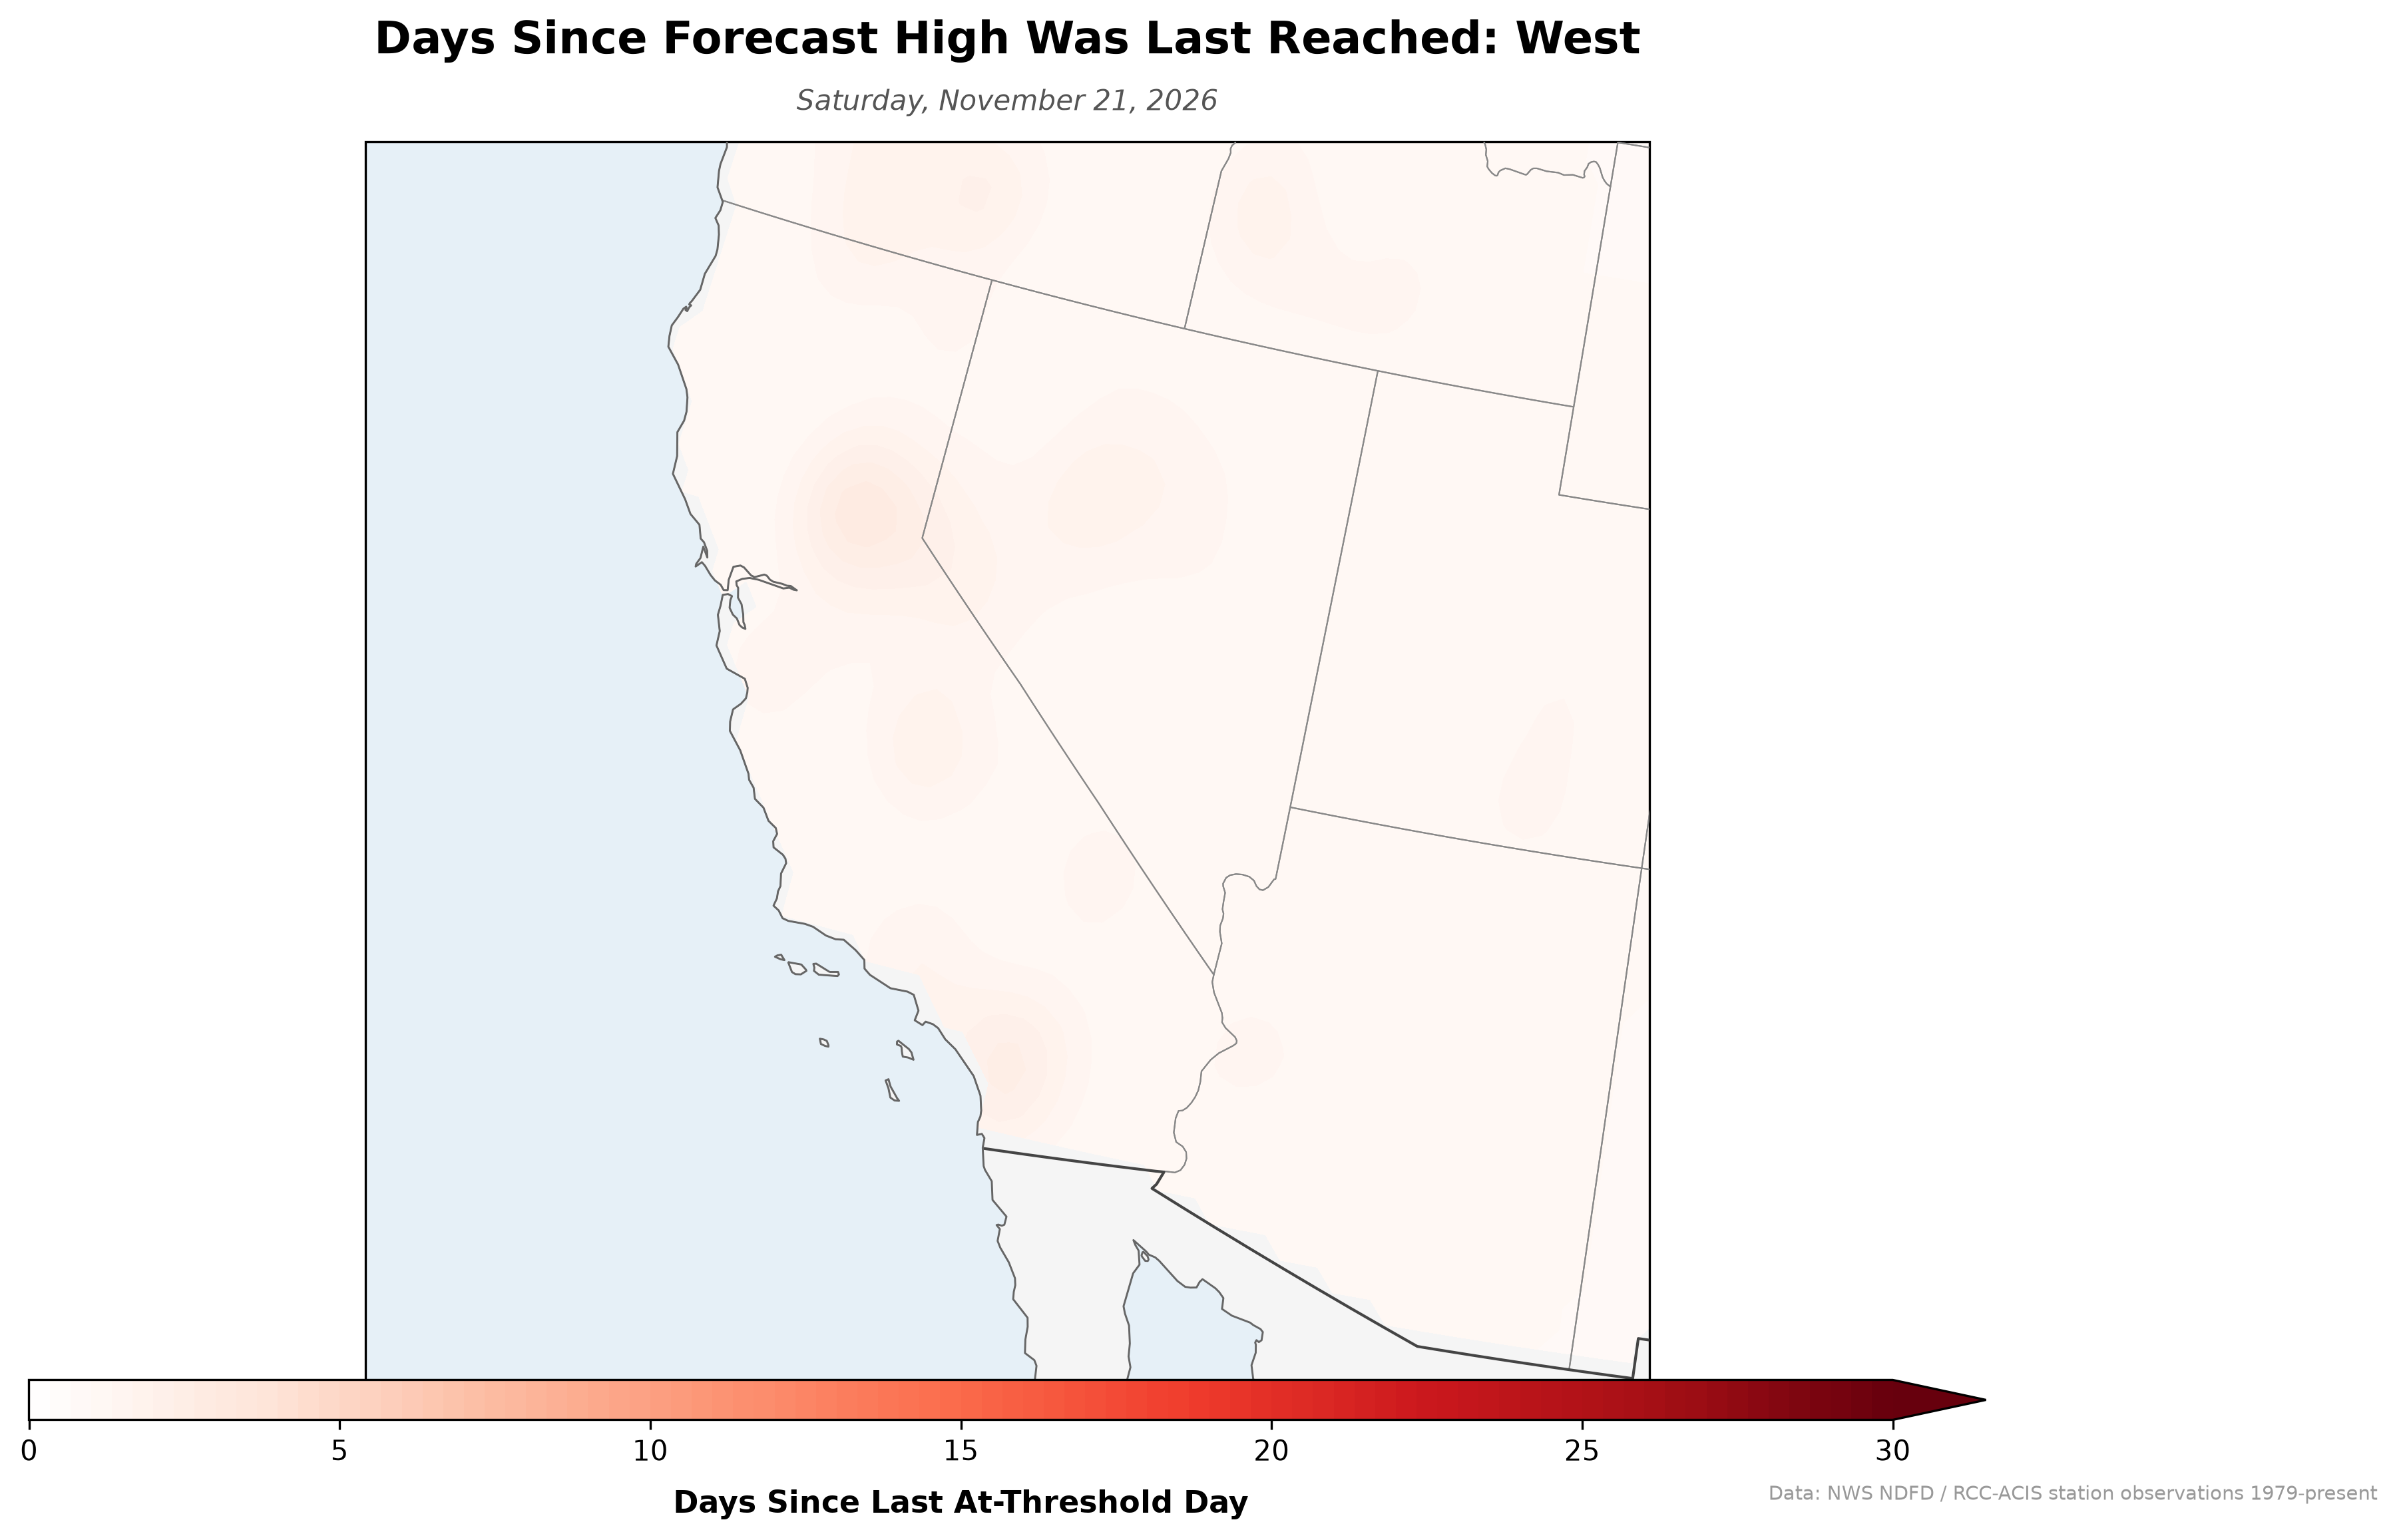 Days Since Forecast High Was Last Reached: West
Saturday, November 21, 2026
0 5 10 15 20 25 30
Days Since Last At-Threshold Day
Data: NWS NDFD / RCC-ACIS station observations 1979-present